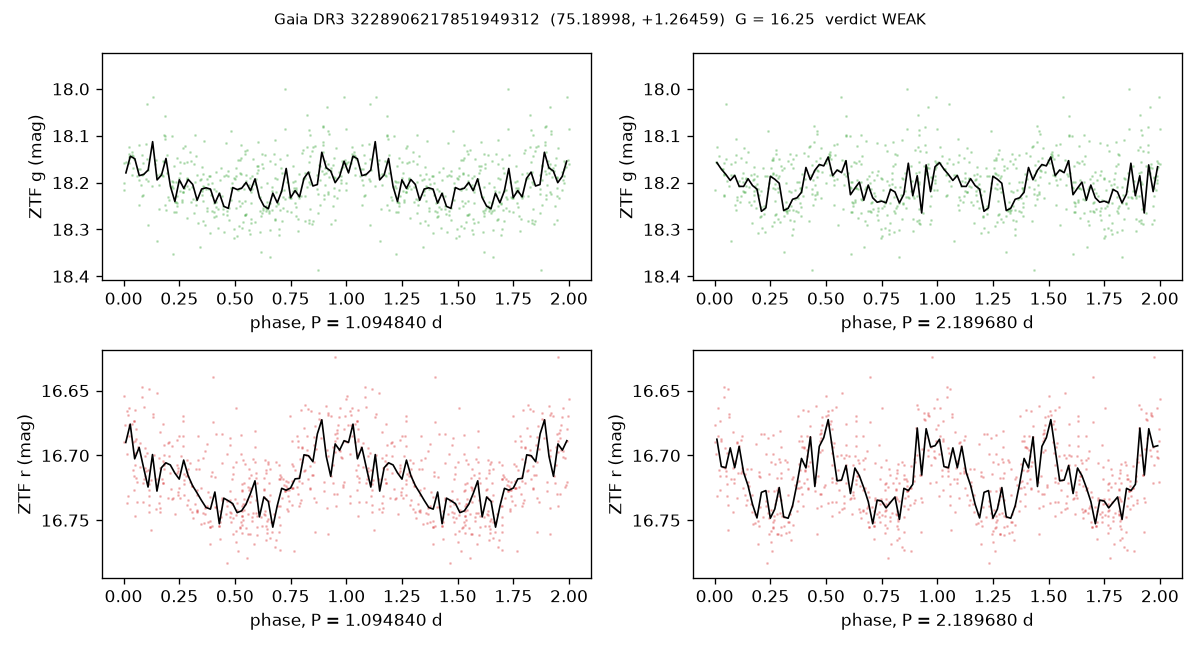 Gaia DR3 3228906217851949312 (75.18998, +1.26459) G = 16.25 verdict WEAK
ZTF g (mag)
18.0
18.1
18.2
18.3
18.4
0.00 0.25 0.50 0.75 1.00 1.25 1.50 1.75 2.00
phase, P = 1.094840 d
ZTF g (mag)
18.0
18.1
18.2
18.3
18.4
0.00 0.25 0.50 0.75 1.00 1.25 1.50 1.75 2.00
phase, P = 2.189680 d
ZTF r (mag)
16.65
16.70
16.75
0.00 0.25 0.50 0.75 1.00 1.25 1.50 1.75 2.00
phase, P = 1.094840 d
ZTF r (mag)
16.65
16.70
16.75
0.00 0.25 0.50 0.75 1.00 1.25 1.50 1.75 2.00
phase, P = 2.189680 d